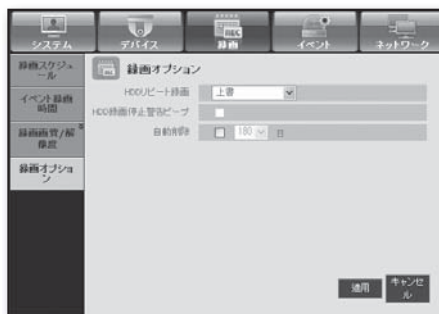 システム
デバイス
REC
録画
イベント
ネットワーク
録画スケジュ
ール
イベント録画
時間
録画画質/解
像度
録画オプショ
ン
録画オプション
HDDリピート録画
上書
HDD録画停止警告ビープ
自動削除
180
日
適用
キャンセ
ル